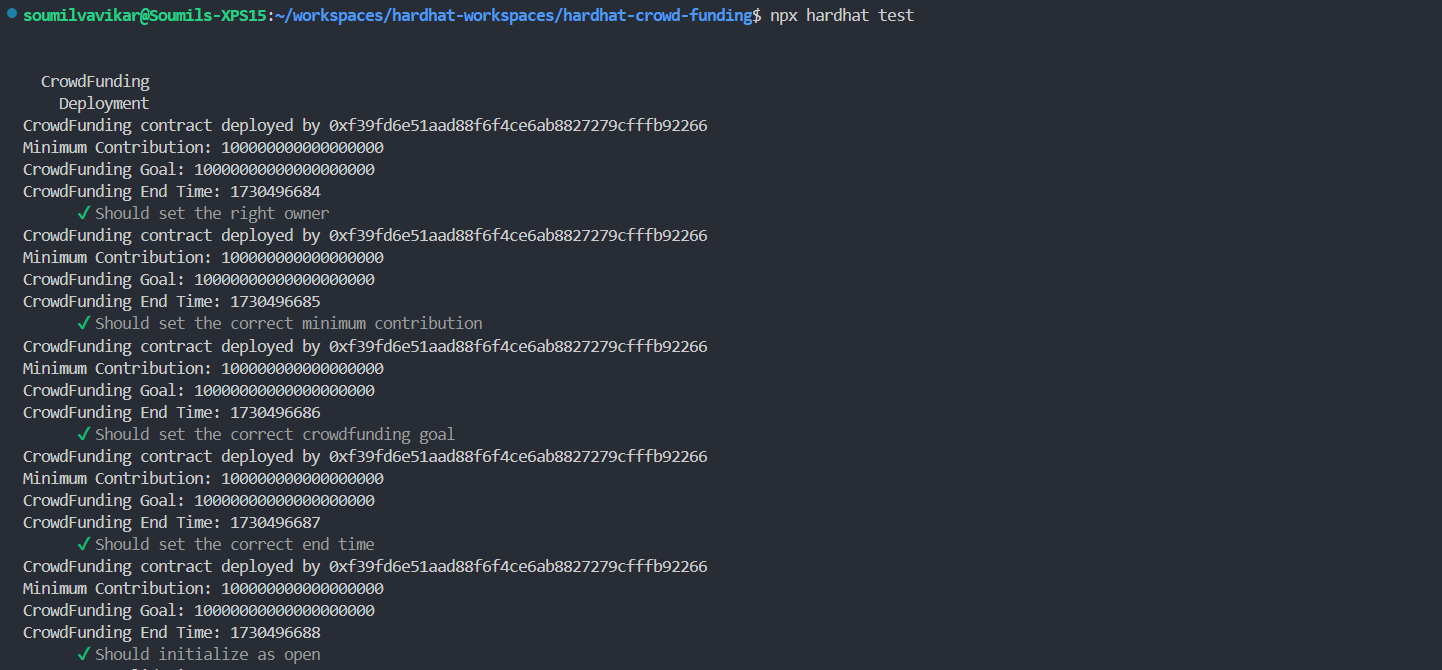 soumilvavikar@Soumils-XPS15:~/workspaces/hardhat-workspaces/hardhat-crowd-funding$ npx hardhat test
CrowdFunding
Deployment
CrowdFunding contract deployed by 0xf39fd6e51aad88f6f4ce6ab8827279cfffb92266
Minimum Contribution: 100000000000000000
CrowdFunding Goal: 10000000000000000000
CrowdFunding End Time: 1730496684
✓ Should set the right owner
CrowdFunding contract deployed by 0xf39fd6e51aad88f6f4ce6ab8827279cfffb92266
Minimum Contribution: 100000000000000000
CrowdFunding Goal: 10000000000000000000
CrowdFunding End Time: 1730496685
✓ Should set the correct minimum contribution
CrowdFunding contract deployed by 0xf39fd6e51aad88f6f4ce6ab8827279cfffb92266
Minimum Contribution: 100000000000000000
CrowdFunding Goal: 10000000000000000000
CrowdFunding End Time: 1730496686
✓ Should set the correct crowdfunding goal
CrowdFunding contract deployed by 0xf39fd6e51aad88f6f4ce6ab8827279cfffb92266
Minimum Contribution: 100000000000000000
CrowdFunding Goal: 10000000000000000000
CrowdFunding End Time: 1730496687
✓ Should set the correct end time
CrowdFunding contract deployed by 0xf39fd6e51aad88f6f4ce6ab8827279cfffb92266
Minimum Contribution: 100000000000000000
CrowdFunding Goal: 10000000000000000000
CrowdFunding End Time: 1730496688
✓ Should initialize as open